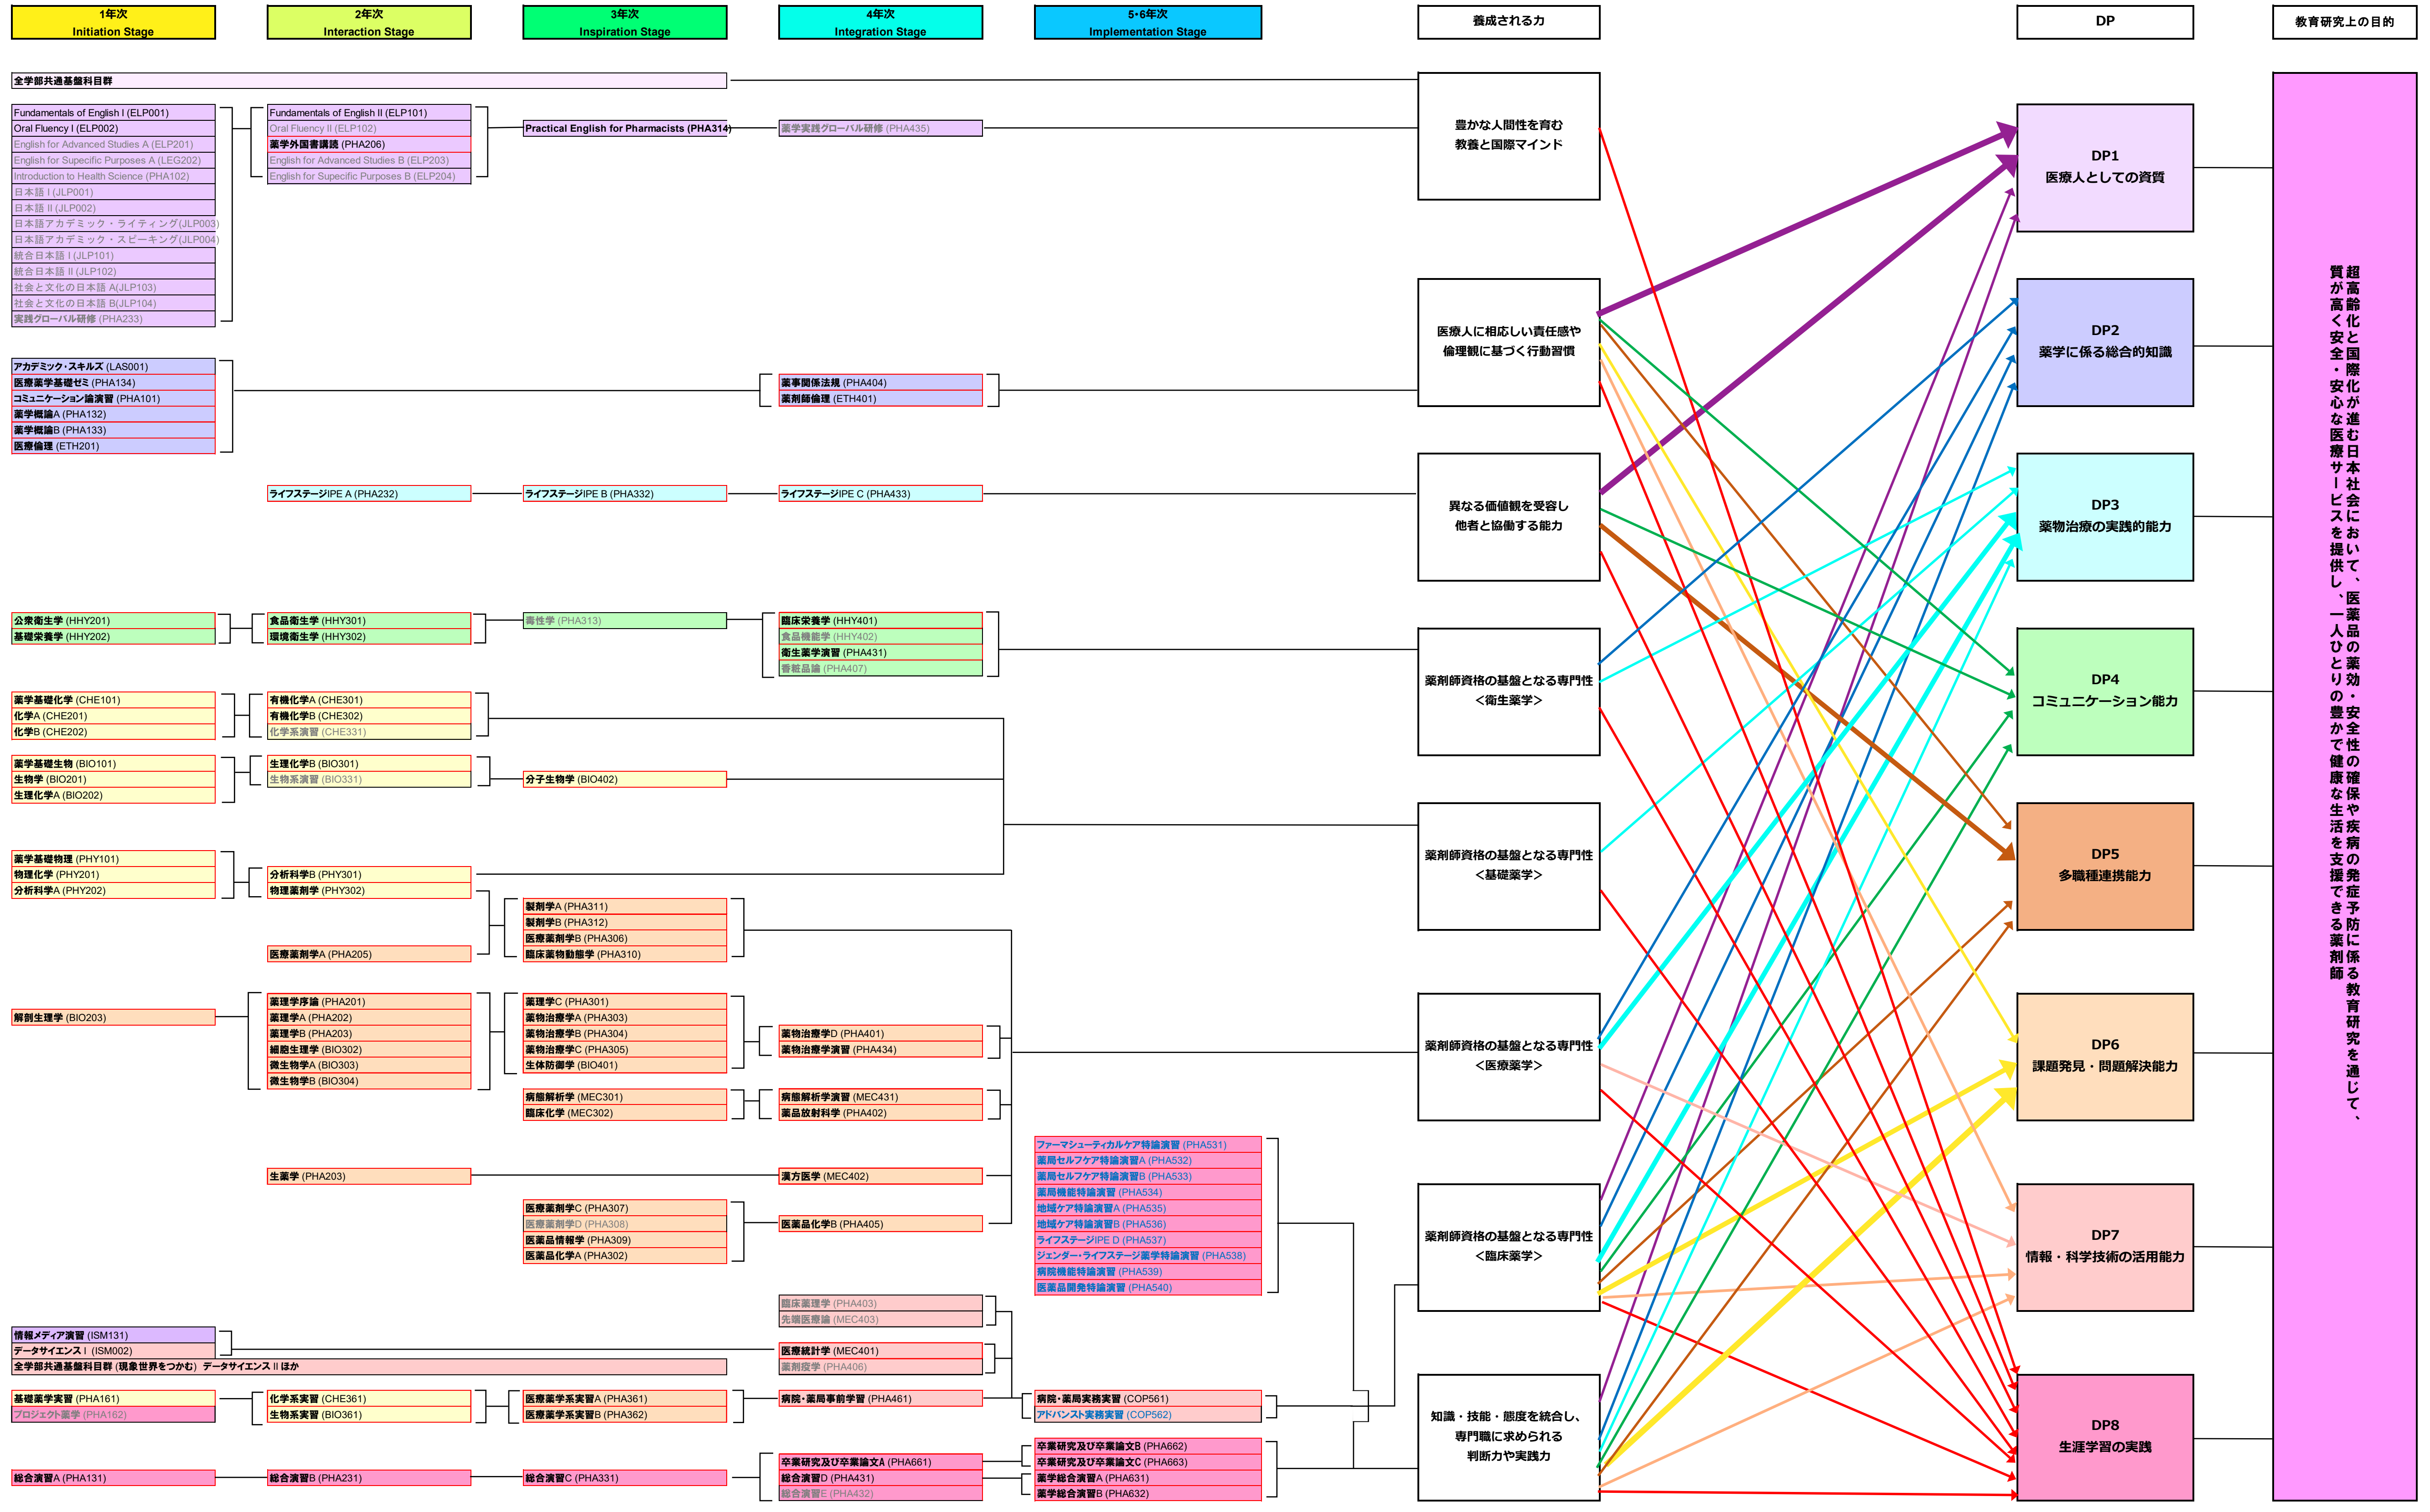 1年次
Initiation Stage
2年次
Interaction Stage
3年次
Inspiration Stage
4年次
Integration Stage
5・6年次
Implementation Stage
養成される力
DP
教育研究上の目的
全学部共通基盤科目群
Fundamentals of English I (ELP001)
Oral Fluency I (ELP002)
English for Advanced Studies A (ELP201)
English for Supecific Purposes A (LEG202)
Introduction to Health Science (PHA102)
日本語 I (JLP001)
日本語 II (JLP002)
日本語アカデミック・ライティング(JLP003)
日本語アカデミック・スピーキング(JLP004)
統合日本語 I (JLP101)
統合日本語 II (JLP102)
社会と文化の日本語 A(JLP103)
社会と文化の日本語 B(JLP104)
実践グローバル研修 (PHA233)
Fundamentals of English II (ELP101)
Oral Fluency II (ELP102)
薬学外国書講読 (PHA206)
English for Advanced Studies B (ELP203)
English for Supecific Purposes B (ELP204)
Practical English for Pharmacists (PHA314)
薬学実践グローバル研修 (PHA435)
アカデミック・スキルズ (LAS001)
医療薬学基礎ゼミ (PHA134)
コミュニケーション論演習 (PHA101)
薬学概論A (PHA132)
薬学概論B (PHA133)
医療倫理 (ETH201)
薬事関係法規 (PHA404)
薬剤師倫理 (ETH401)
ライフステージIPE A (PHA232)
ライフステージIPE B (PHA332)
ライフステージIPE C (PHA433)
公衆衛生学 (HHY201)
基礎栄養学 (HHY202)
食品衛生学 (HHY301)
環境衛生学 (HHY302)
毒性学 (PHA313)
臨床栄養学 (HHY401)
食品機能学 (HHY402)
衛生薬学演習 (PHA431)
香粧品論 (PHA407)
薬学基礎化学 (CHE101)
化学A (CHE201)
化学B (CHE202)
有機化学A (CHE301)
有機化学B (CHE302)
化学系演習 (CHE331)
薬学基礎生物 (BIO101)
生物学 (BIO201)
生理化学A (BIO202)
生理化学B (BIO301)
生物系演習 (BIO331)
分子生物学 (BIO402)
薬学基礎物理 (PHY101)
物理化学 (PHY201)
分析科学A (PHY202)
分析科学B (PHY301)
物理薬剤学 (PHY302)
医療薬剤学A (PHA205)
製剤学A (PHA311)
製剤学B (PHA312)
医療薬剤学B (PHA306)
臨床薬物動態学 (PHA310)
解剖生理学 (BIO203)
薬理学序論 (PHA201)
薬理学A (PHA202)
薬理学B (PHA203)
細胞生理学 (BIO302)
微生物学A (BIO303)
微生物学B (BIO304)
薬理学C (PHA301)
薬物治療学A (PHA303)
薬物治療学B (PHA304)
薬物治療学C (PHA305)
生体防御学 (BIO401)
薬物治療学D (PHA401)
薬物治療学演習 (PHA434)
病態解析学 (MEC301)
臨床化学 (MEC302)
病態解析学演習 (MEC431)
薬品放射科学 (PHA402)
生薬学 (PHA203)
漢方医学 (MEC402)
医療薬剤学C (PHA307)
医療薬剤学D (PHA308)
医薬品情報学 (PHA309)
医薬品化学A (PHA302)
医薬品化学B (PHA405)
ファーマシューティカルケア特論演習 (PHA531)
薬局セルフケア特論演習A (PHA532)
薬局セルフケア特論演習B (PHA533)
薬局機能特論演習 (PHA534)
地域ケア特論演習A (PHA535)
地域ケア特論演習B (PHA536)
ライフステージIPE D (PHA537)
ジェンダー・ライフステージ薬学特論演習 (PHA538)
病院機能特論演習 (PHA539)
医薬品開発特論演習 (PHA540)
臨床薬理学 (PHA403)
先端医療論 (MEC403)
情報メディア演習 (ISM131)
データサイエンス I (ISM002)
全学部共通基盤科目群 (現象世界をつかむ) データサイエンス II ほか
医療統計学 (MEC401)
薬剤疫学 (PHA406)
基礎薬学実習 (PHA161)
プロジェクト薬学 (PHA162)
化学系実習 (CHE361)
生物系実習 (BIO361)
医療薬学系実習A (PHA361)
医療薬学系実習B (PHA362)
病院・薬局事前学習 (PHA461)
病院・薬局実務実習 (COP561)
アドバンスト実務実習 (COP562)
総合演習A (PHA131)
総合演習B (PHA231)
総合演習C (PHA331)
卒業研究及び卒業論文A (PHA661)
総合演習D (PHA431)
総合演習E (PHA432)
卒業研究及び卒業論文B (PHA662)
卒業研究及び卒業論文C (PHA663)
薬学総合演習A (PHA631)
薬学総合演習B (PHA632)
豊かな人間性を育む
教養と国際マインド
医療人に相応しい責任感や
倫理観に基づく行動習慣
異なる価値観を受容し
他者と協働する能力
薬剤師資格の基盤となる専門性
＜衛生薬学＞
薬剤師資格の基盤となる専門性
＜基礎薬学＞
薬剤師資格の基盤となる専門性
＜医療薬学＞
薬剤師資格の基盤となる専門性
＜臨床薬学＞
知識・技能・態度を統合し、
専門職に求められる
判断力や実践力
DP1
医療人としての資質
DP2
薬学に係る総合的知識
DP3
薬物治療の実践的能力
DP4
コミュニケーション能力
DP5
多職種連携能力
DP6
課題発見・問題解決能力
DP7
情報・科学技術の活用能力
DP8
生涯学習の実践
超高齢化と国際化が進む日本社会において、医薬品の薬効・安全性の確保や疾病の発症予防に係る教育研究を通じて、
質が高く安全・安心な医療サービスを提供し、一人ひとりの豊かで健康な生活を支援できる薬剤師